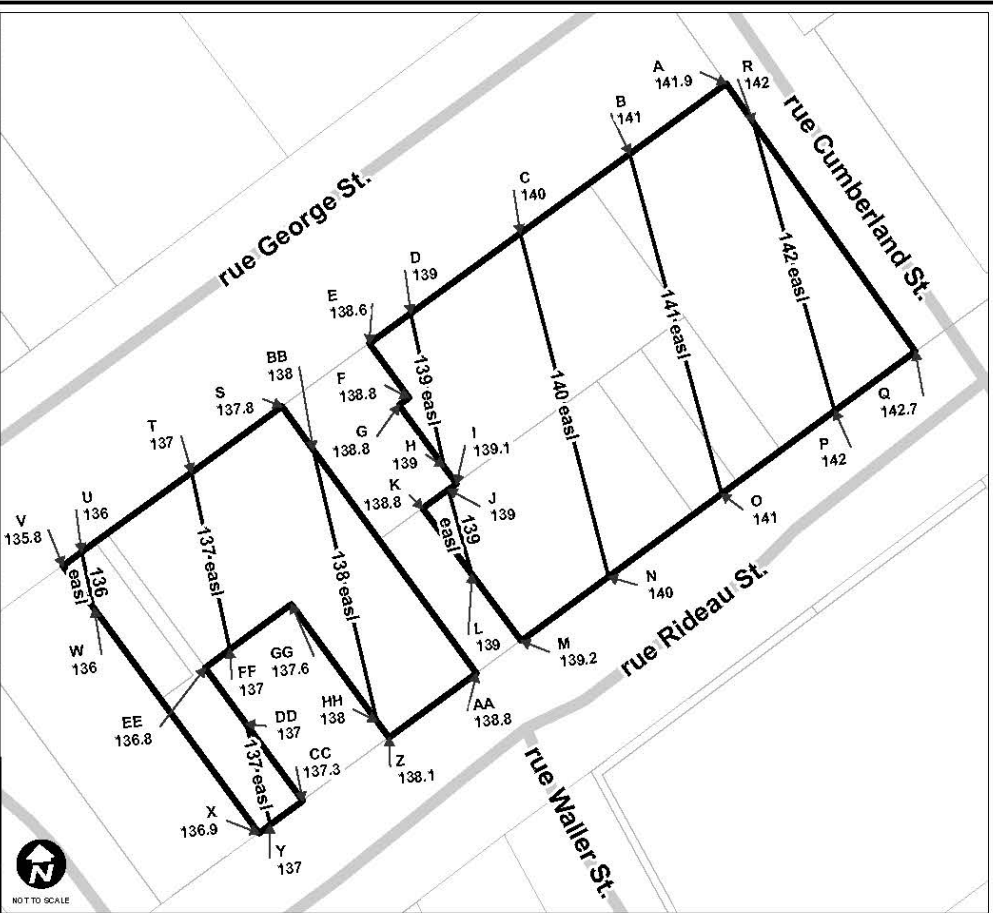 A
141.9
R
142
B
141
rue Cumberland St.
C
140
rue George St.
D
139
142 easl
E
138.6
141 easl
BB
138
139 easl
F
138.8
S
137.8
140 easl
Q
142.7
G
138.8
H
139
I
139.1
P
142
T
137
K
138.8
J
139
139
easl
O
141
U
136
V
135.8
136
easl
137 easl
138 easl
N
140
rue Rideau St.
W
136
L
139
M
139.2
FF
137
GG
137.6
EE
136.8
DD
137
HH
138
AA
138.8
137 easl
CC
137.3
Z
138.1
rue Waller St.
X
136.9
Y
137
N
NOT TO SCALE